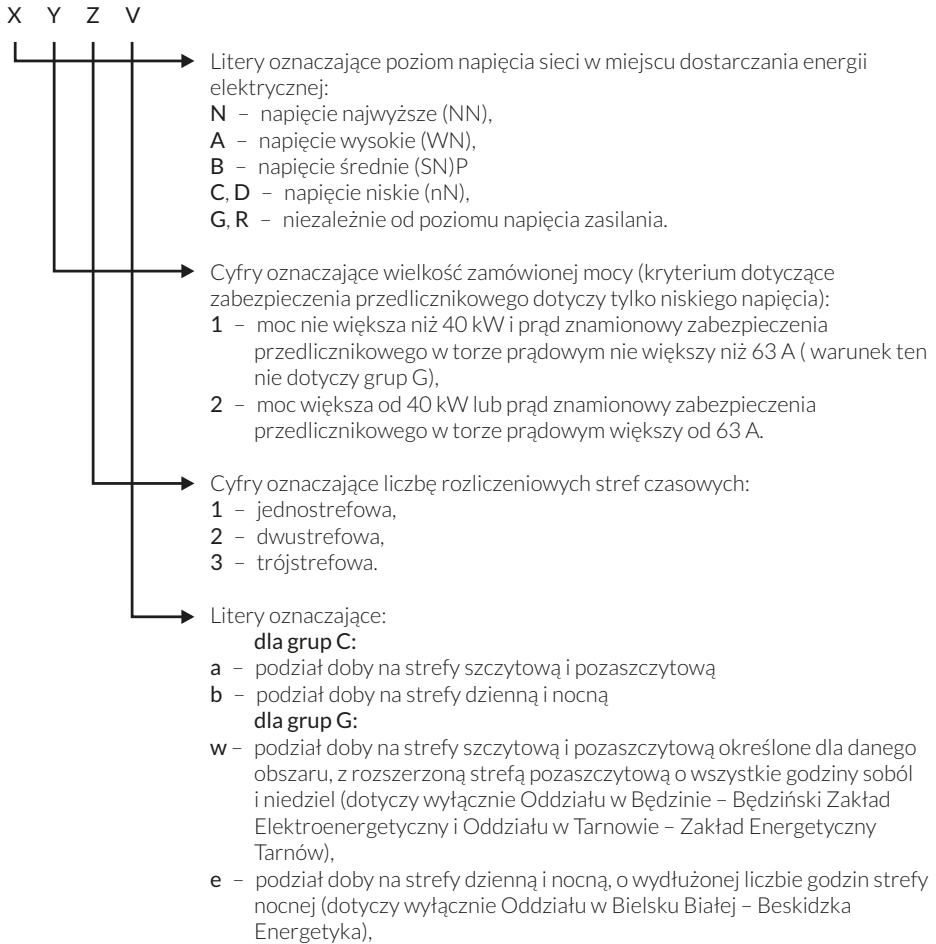 X Y Z V
Litery oznaczające poziom napięcia sieci w miejscu dostarczania energii
elektrycznej:
N – napięcie najwyższe (NN),
A – napięcie wysokie (WN),
B – napięcie średnie (SN)P
C, D – napięcie niskie (nN),
G, R – niezależnie od poziomu napięcia zasilania.
Cyfry oznaczające wielkość zamówionej mocy (kryterium dotyczące
zabezpieczenia przedlicznikowego dotyczy tylko niskiego napięcia):
1 – moc nie większa niż 40 kW i prąd znamionowy zabezpieczenia
przedlicznikowego w torze prądowym nie większy niż 63 A ( warunek ten
nie dotyczy grup G),
2 – moc większa od 40 kW lub prąd znamionowy zabezpieczenia
przedlicznikowego w torze prądowym większy od 63 A.
Cyfry oznaczające liczbę rozliczeniowych stref czasowych:
1 – jednostrefowa,
2 – dwustrefowa,
3 – trójstrefowa.
Litery oznaczające:
dla grup C:
a – podział doby na strefy szczytową i pozaszczytową
b – podział doby na strefy dzienną i nocną
dla grup G:
w – podział doby na strefy szczytową i pozaszczytową określone dla danego
obszaru, z rozszerzoną strefą pozaszczytową o wszystkie godziny soból
i niedziel (dotyczy wyłącznie Oddziału w Będzinie – Będziński Zakład
Elektroenergetyczny i Oddziału w Tarnowie – Zakład Energetyczny
Tarnów),
e – podział doby na strefy dzienną i nocną, o wydłużonej liczbie godzin strefy
nocnej (dotyczy wyłącznie Oddziału w Bielsku Białej – Beskidzka
Energetyka),